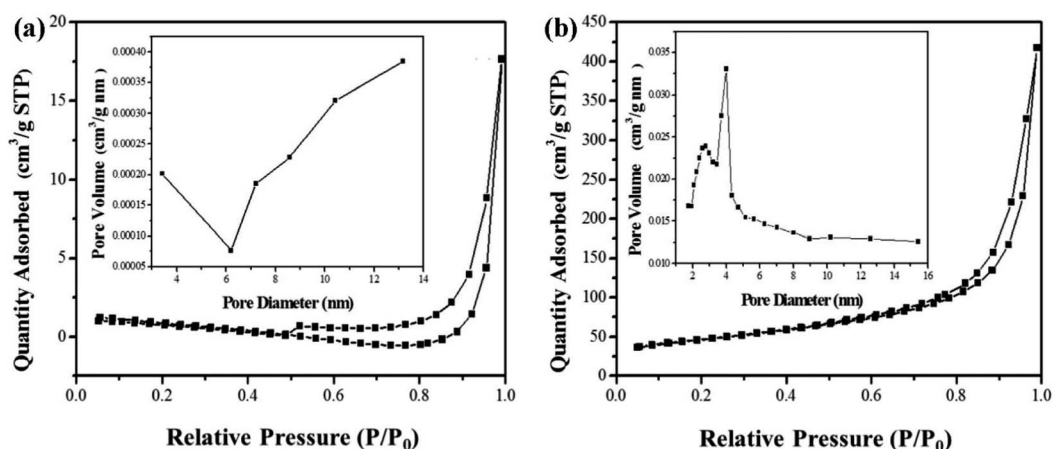 (a)
20
15
10
5
0
0.0 0.2 0.4 0.6 0.8 1.0
Quantity Adsorbed (cm³/g STP)
Relative Pressure (P/P₀)
0.00040
0.00035
0.00030
0.00025
0.00020
0.00015
0.00010
0.00005
4 6 8 10 12 14
Pore Volume (cm³/g nm)
Pore Diameter (nm)
(b)
450
400
350
300
250
200
150
100
50
0
0.0 0.2 0.4 0.6 0.8 1.0
Quantity Adsorbed (cm³/g STP)
Relative Pressure (P/P₀)
0.035
0.030
0.025
0.020
0.015
0.010
0 2 4 6 8 10 12 14 16
Pore Volume (cm³/g nm)
Pore Diameter (nm)